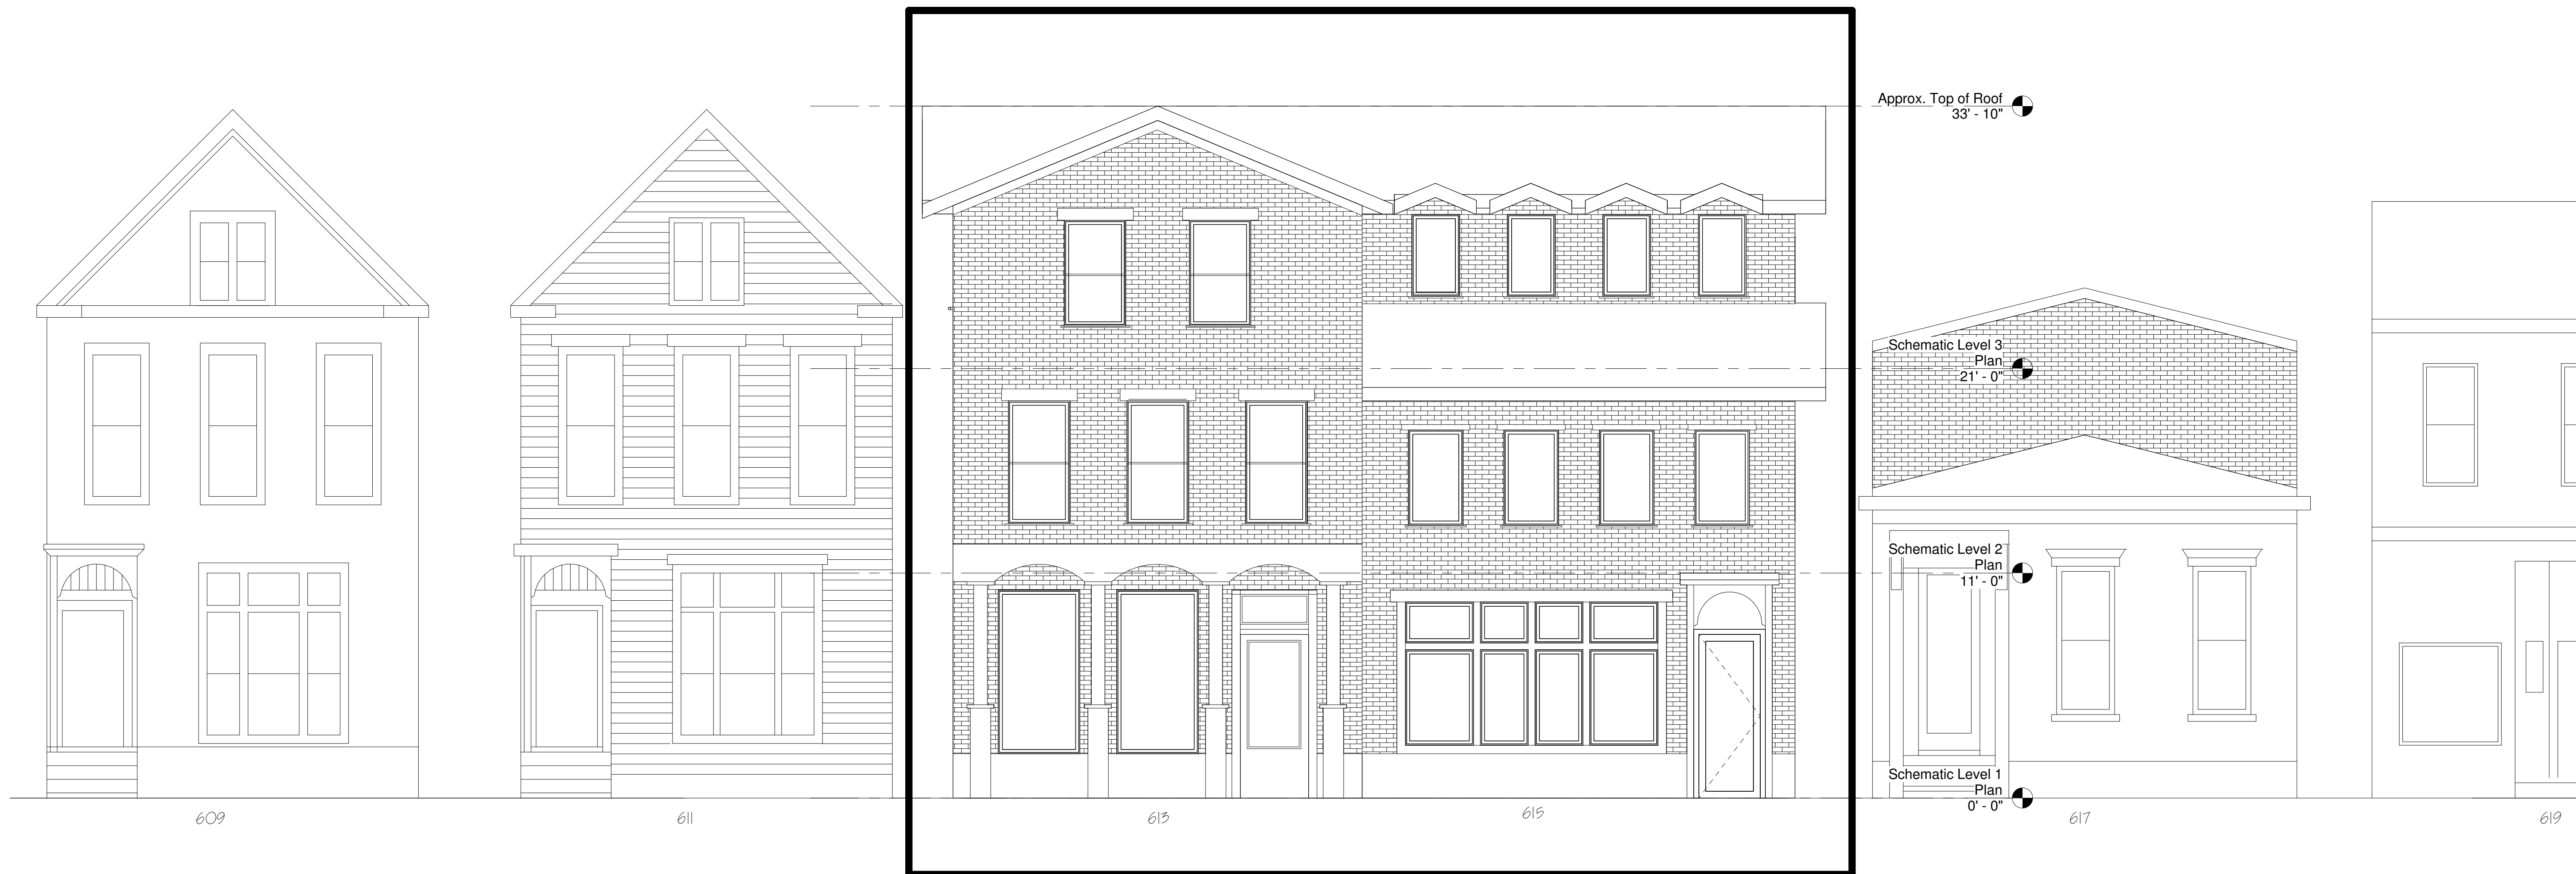 Approx. Top of Roof
33' - 10"
Schematic Level 3
Plan
21' - 0"
Schematic Level 2
Plan
11' - 0"
Schematic Level 1
Plan
0' - 0"
609
611
613
615
617
619